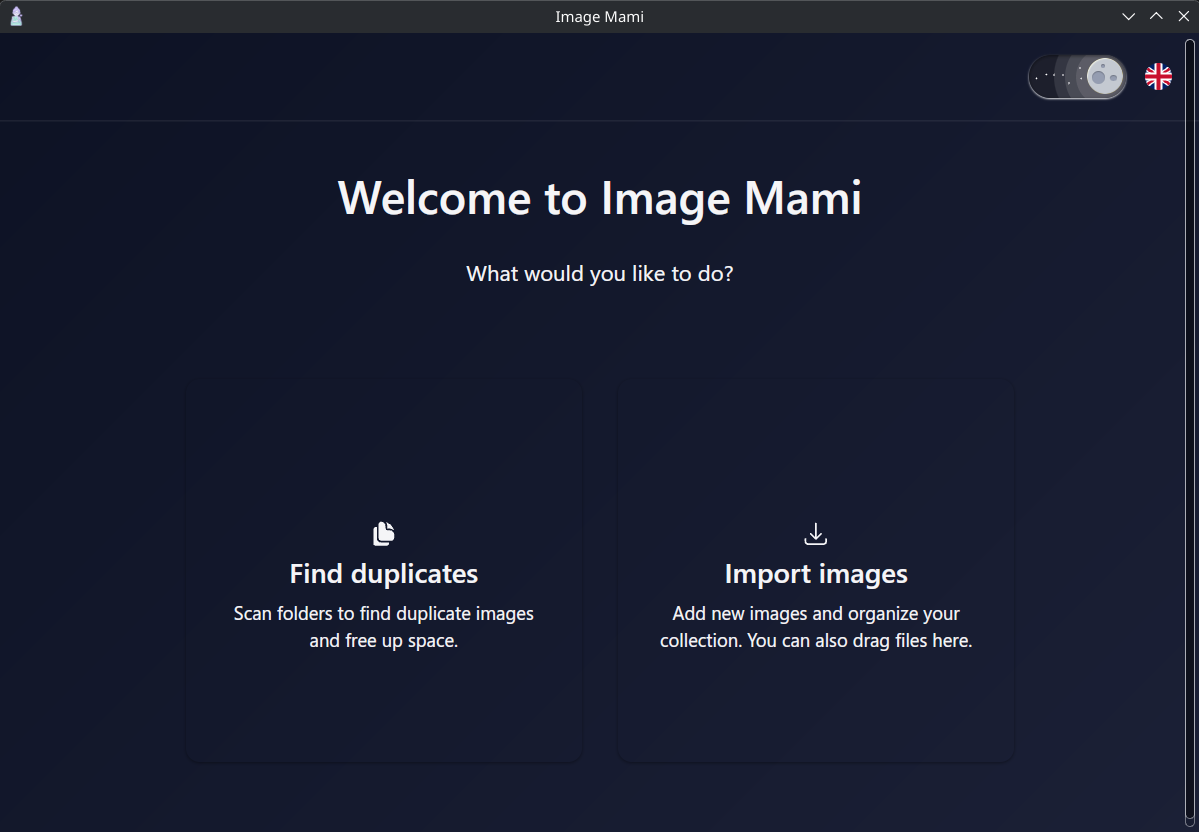 Image Mami
Welcome to Image Mami
What would you like to do?
Find duplicates
Scan folders to find duplicate images
and free up space.
Import images
Add new images and organize your
collection. You can also drag files here.